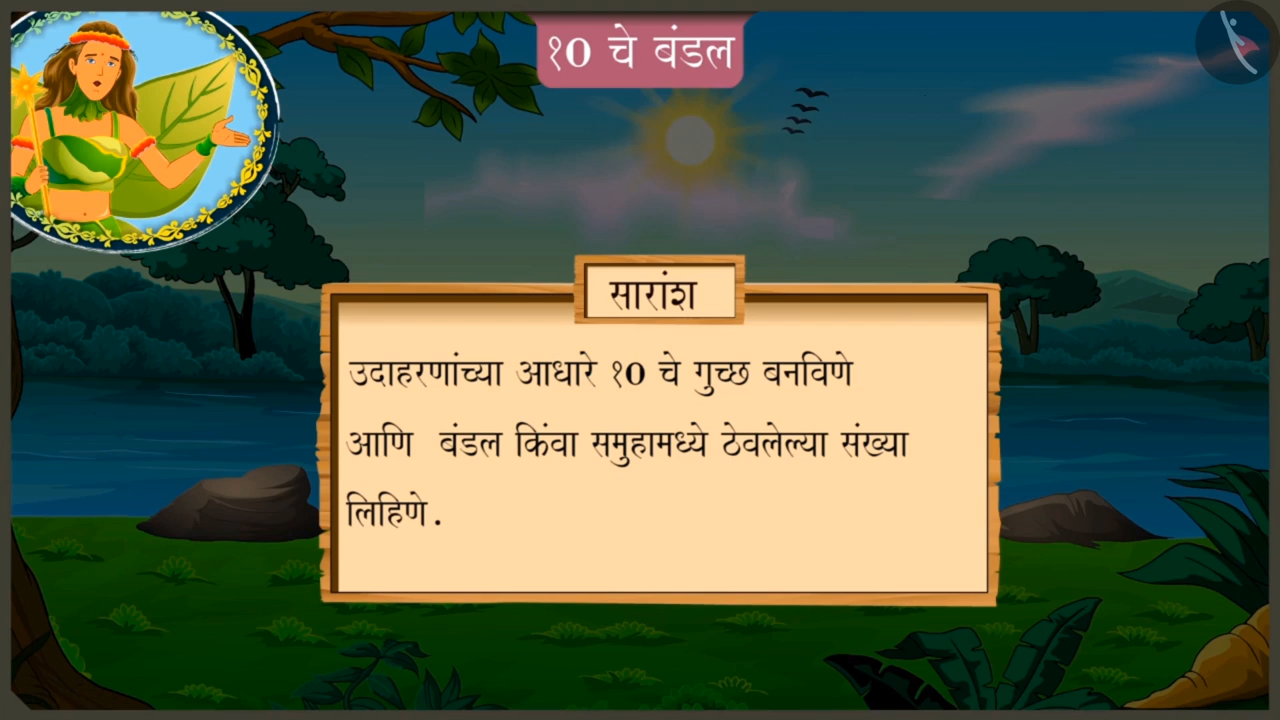 १० चे बंडल
सारांश
उदाहरणांच्या आधारे १० चे गुच्छ बनविणे
आणि बंडल किंवा समुहामध्ये ठेवलेल्या संख्या
लिहिणे.